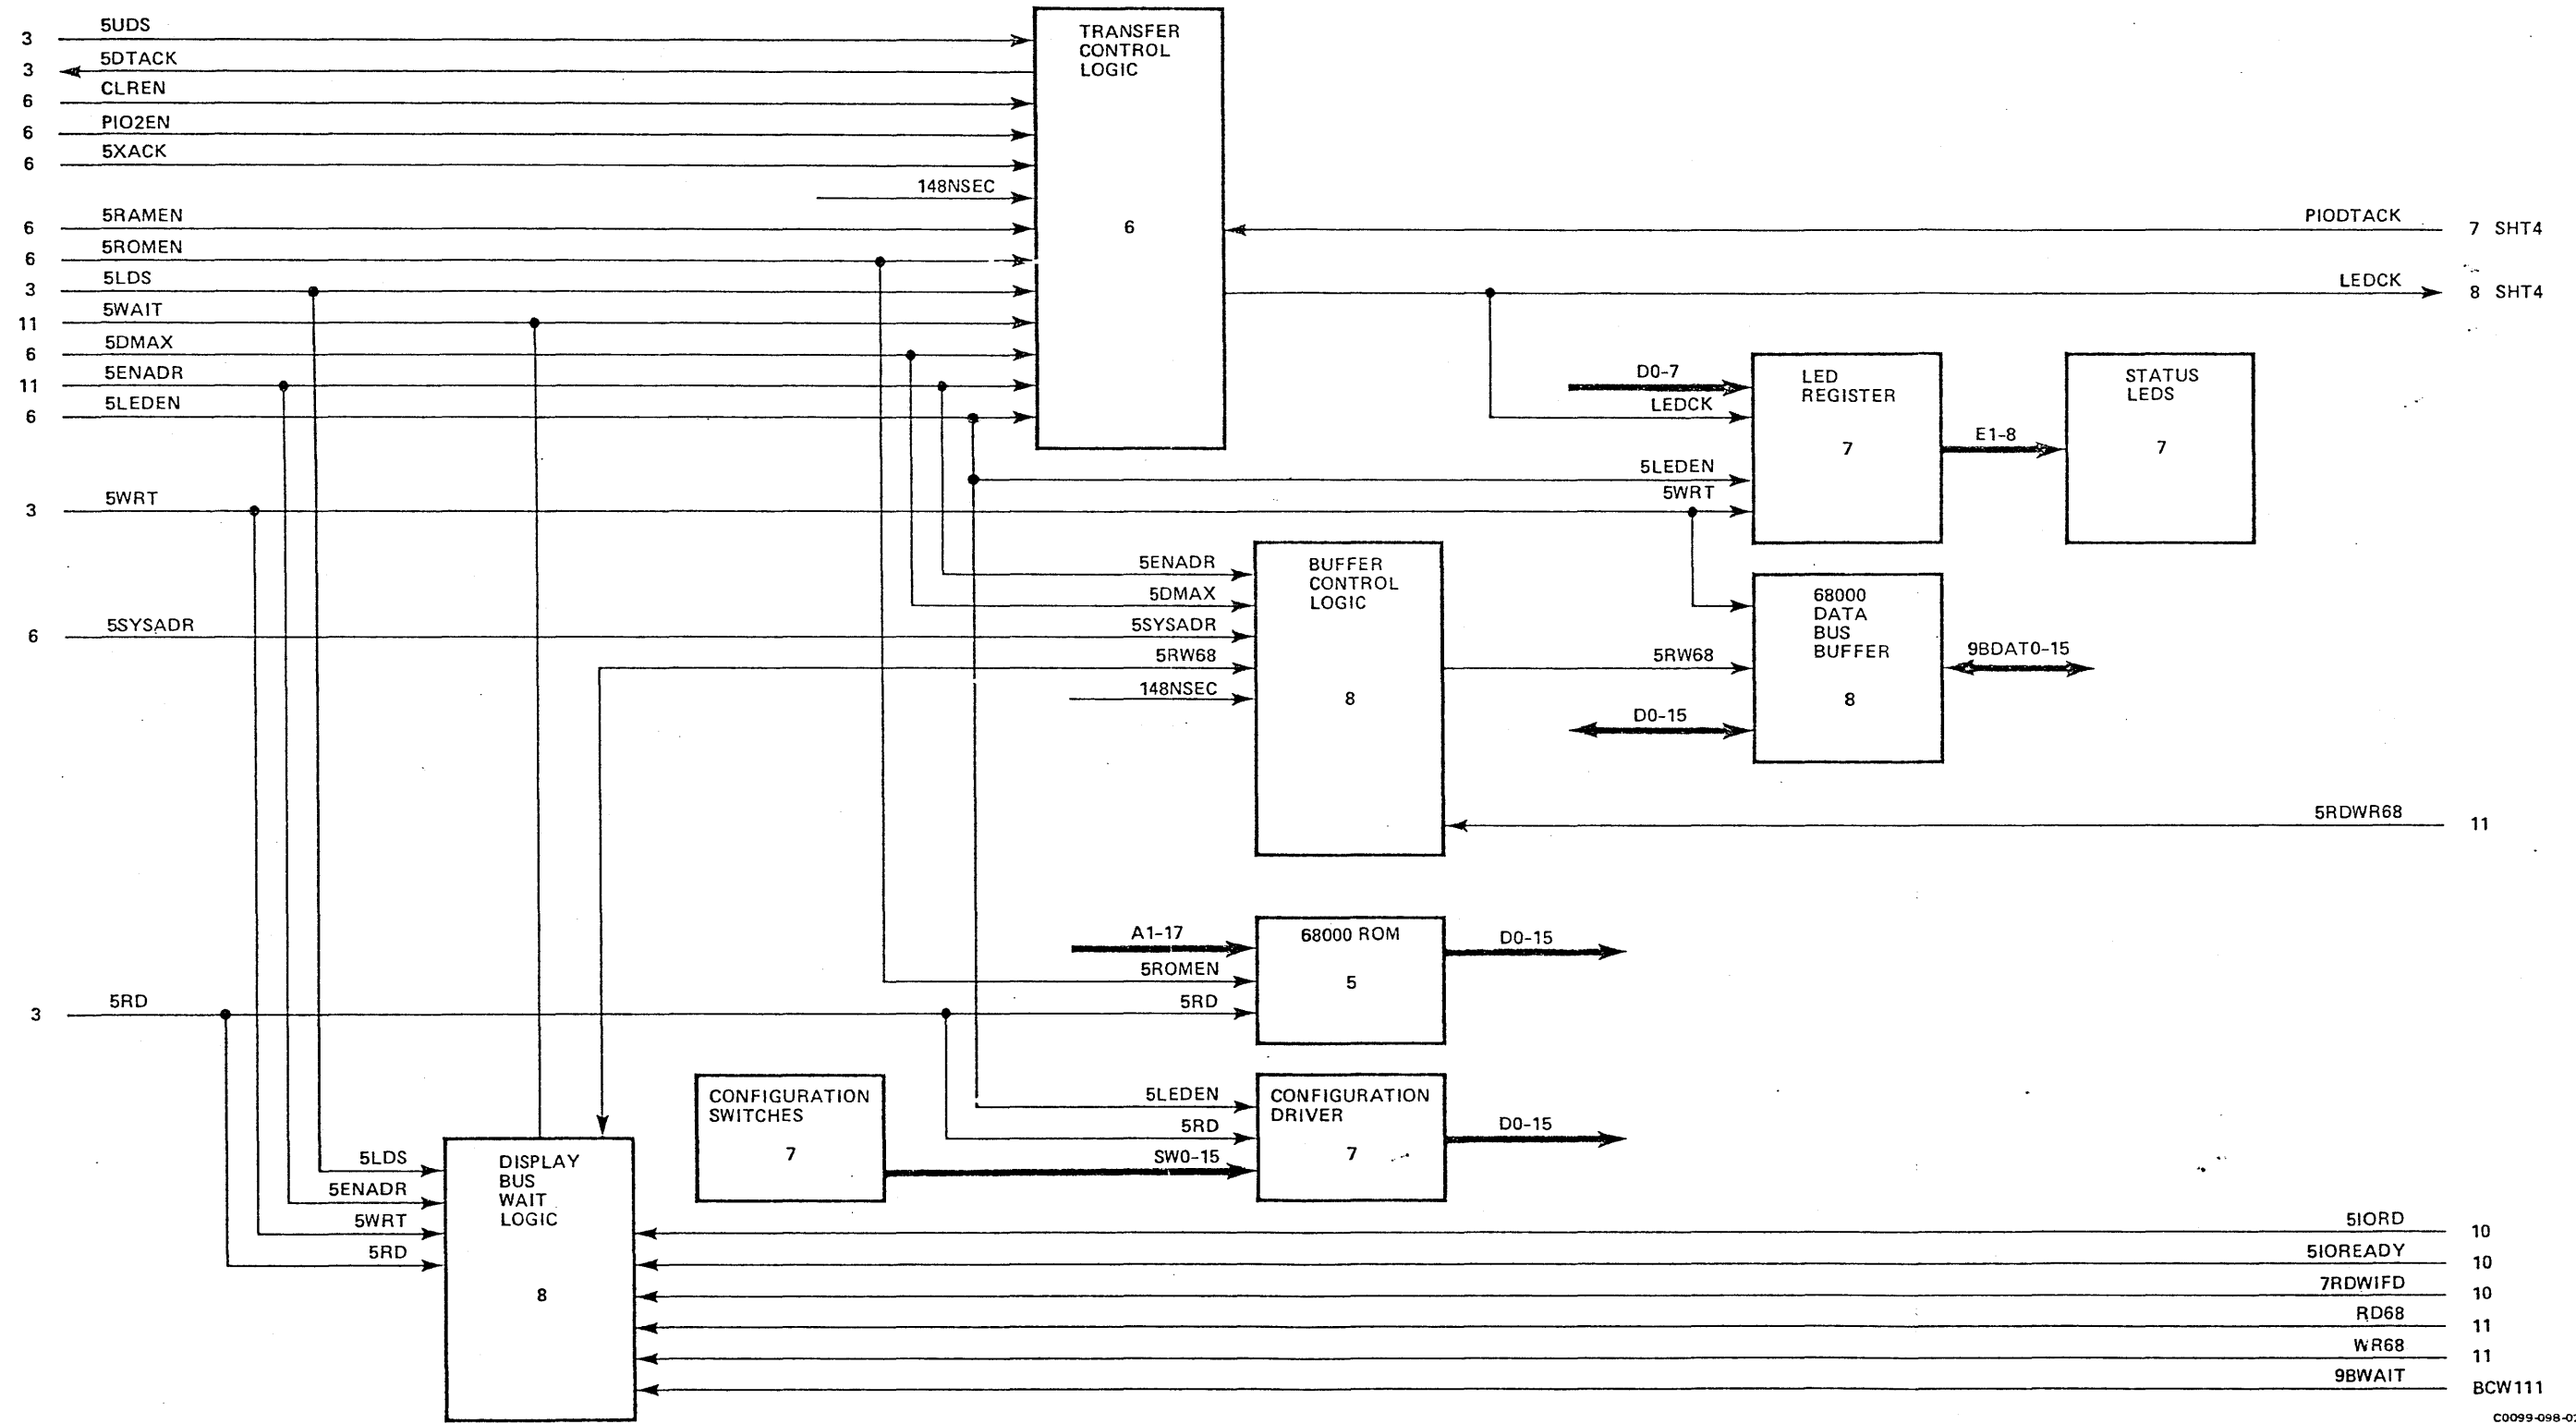 3 5UDS
3 5DTACK
6 CLREN
6 PIO2EN
6 5XACK
148NSEC
6 5RAMEN
6 5ROMEN
3 5LDS
11 5WAIT
6 5DMAX
11 5ENADR
6 5LEDEN
TRANSFER
CONTROL
LOGIC
6
PIODTACK 7 SHT4
LEDCK 8 SHT4
D0-7
LEDCK
5LEDEN
5WRT
LED
REGISTER
7
E1-8
STATUS
LEDS
7
3 5WRT
5ENADR
5DMAX
6 5SYSADR
5SYSADR
5RW68
148NSEC
BUFFER
CONTROL
LOGIC
8
5RW68
D0-15
68000
DATA
BUS
BUFFER
8
9BDAT0-15
5RDWR68 11
A1-17
5ROMEN
5RD
68000 ROM
5
D0-15
3 5RD
CONFIGURATION
SWITCHES
7
5LEDEN
5RD
SW0-15
CONFIGURATION
DRIVER
7
D0-15
5LDS
5ENADR
5WRT
5RD
DISPLAY
BUS
WAIT
LOGIC
8
5IORD 10
5IOREADY 10
7RDWIFD 10
RD68 11
WR68 11
9BWAIT BCW111